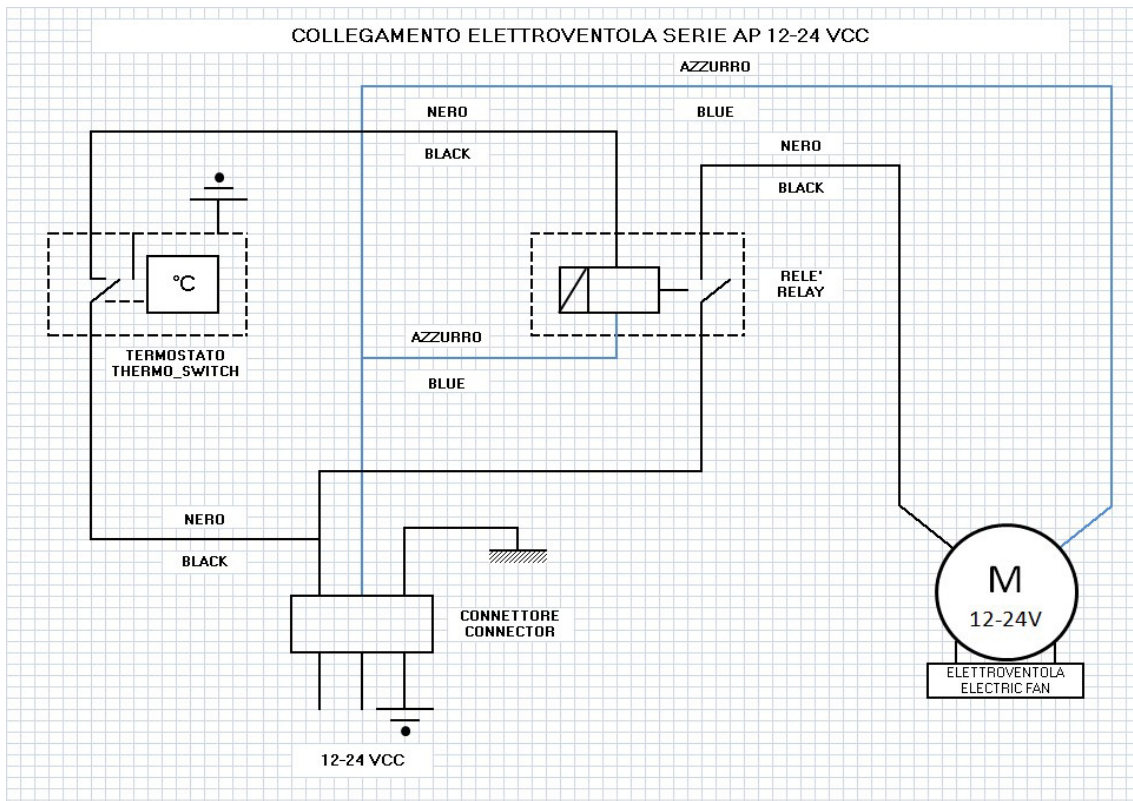 COLLEGAMENTO ELETTROVENTOLA SERIE AP 12-24 VCC
AZZURRO
NERO
BLUE
BLACK
NERO
BLACK
°C
RELE'
RELAY
AZZURRO
TERMOSTATO
THERMO_SWITCH
BLUE
NERO
BLACK
M
12-24V
CONNETTORE
CONNECTOR
ELETTROVENTOLA
ELECTRIC FAN
12-24 VCC